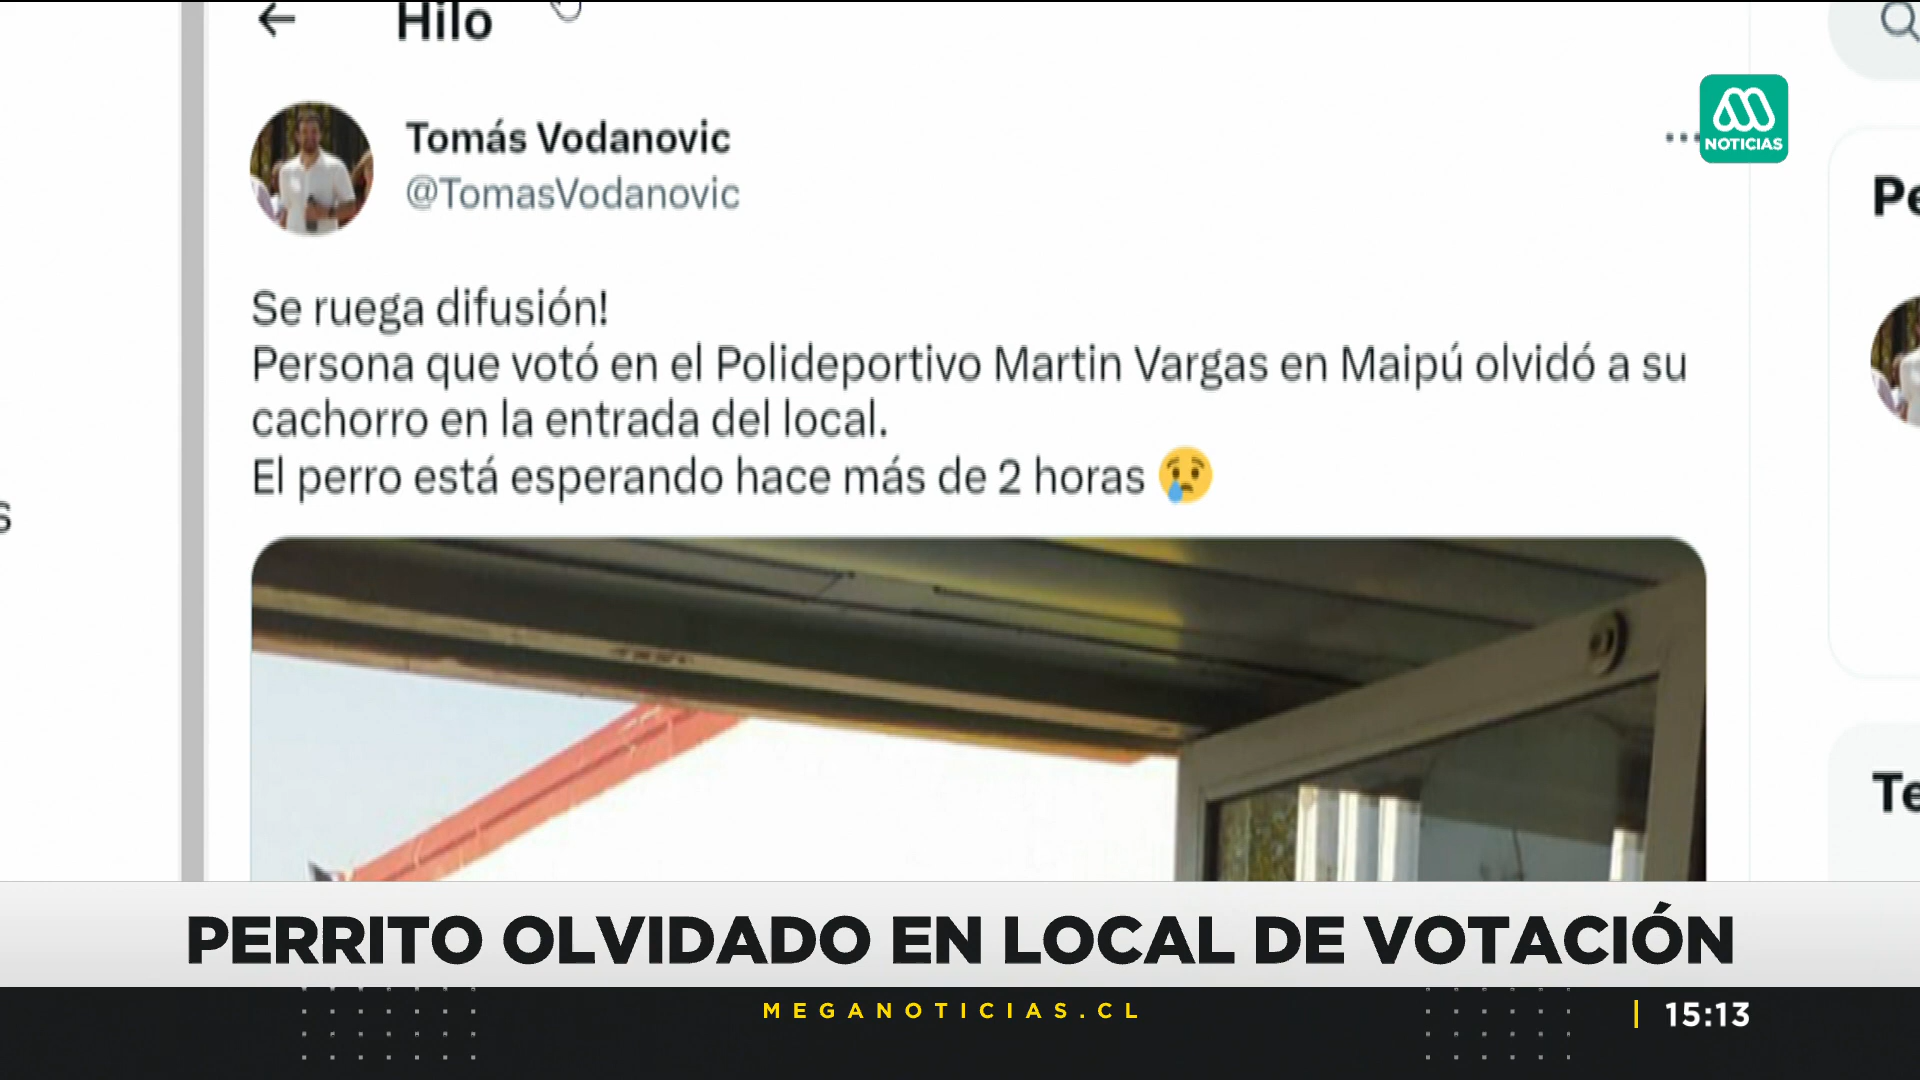 Hilo
NOTICIAS
Tomás Vodanovic
@TomasVodanovic
Se ruega difusión!
Persona que votó en el Polideportivo Martin Vargas en Maipú olvidó a su
cachorro en la entrada del local.
El perro está esperando hace más de 2 horas 😢
Pe
Te
s
PERRITO OLVIDADO EN LOCAL DE VOTACIÓN
MEGANOTICIAS.CL
15:13